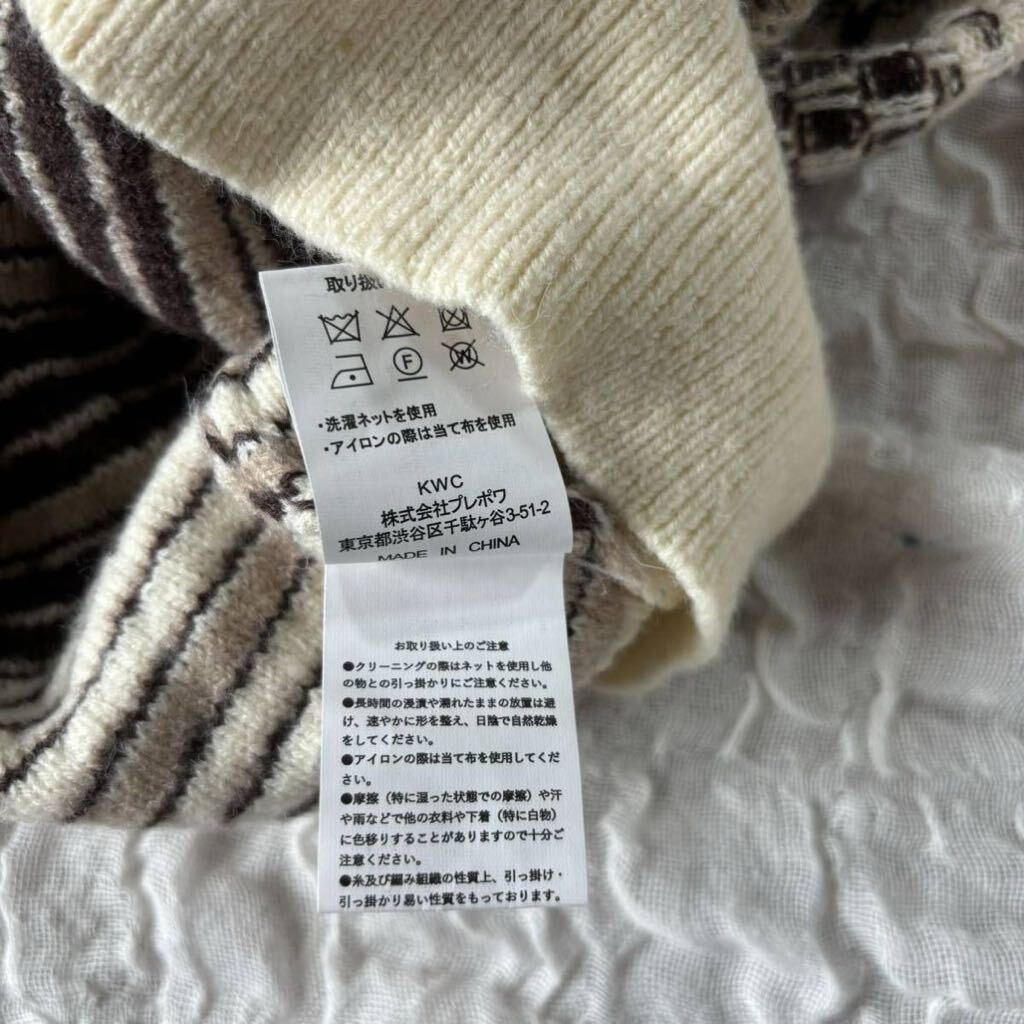 取り扱い
F
W
・洗濯ネットを使用
・アイロンの際は当て布を使用
KWC
株式会社プレポワ
東京都渋谷区千駄ヶ谷3-51-2
MADE IN CHINA
お取り扱い上のご注意
●クリーニングの際はネットを使用し他
の物との引っ掛かりにご注意ください。
●長時間の浸漬や濡れたままの放置は避
け、速やかに形を整え、日陰で自然乾燥
をしてください。
●アイロンの際は当て布を使用してくだ
さい。
●摩擦（特に湿った状態での摩擦）や汗
や雨などで他の衣料や下着（特に白物）
に色移りすることがありますので十分ご
注意ください。
●糸及び編み組織の性質上、引っ掛け・
引っ掛かり易い性質をもっております。